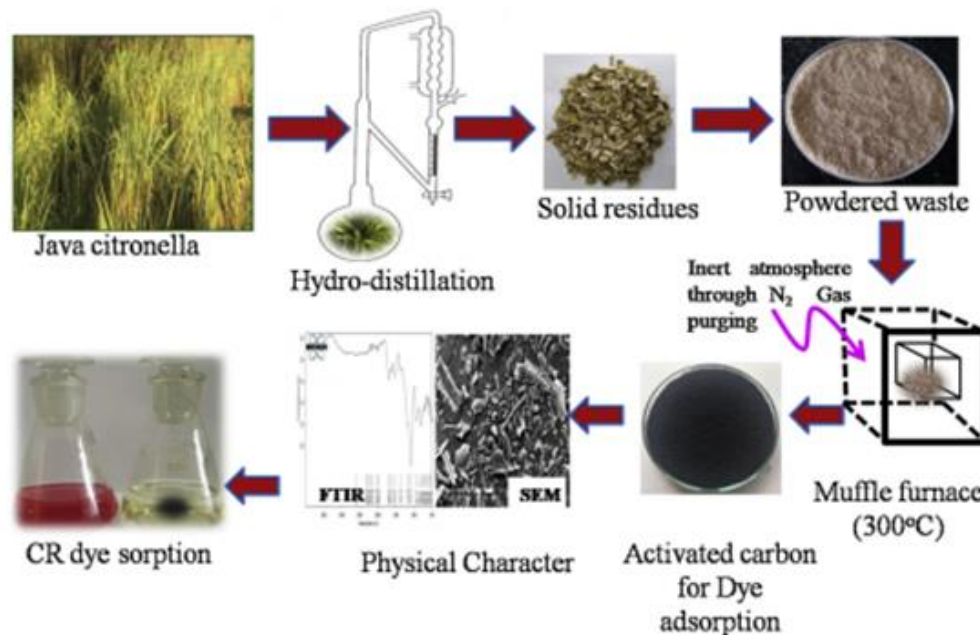 Java citronella
Hydro-distillation
Solid residues
Powdered waste
Inert atmosphere
through N₂ Gas
purging
Muffle furnace
(300ºC)
Activated carbon
for Dye
adsorption
FTIR
SEM
Physical Character
CR dye sorption